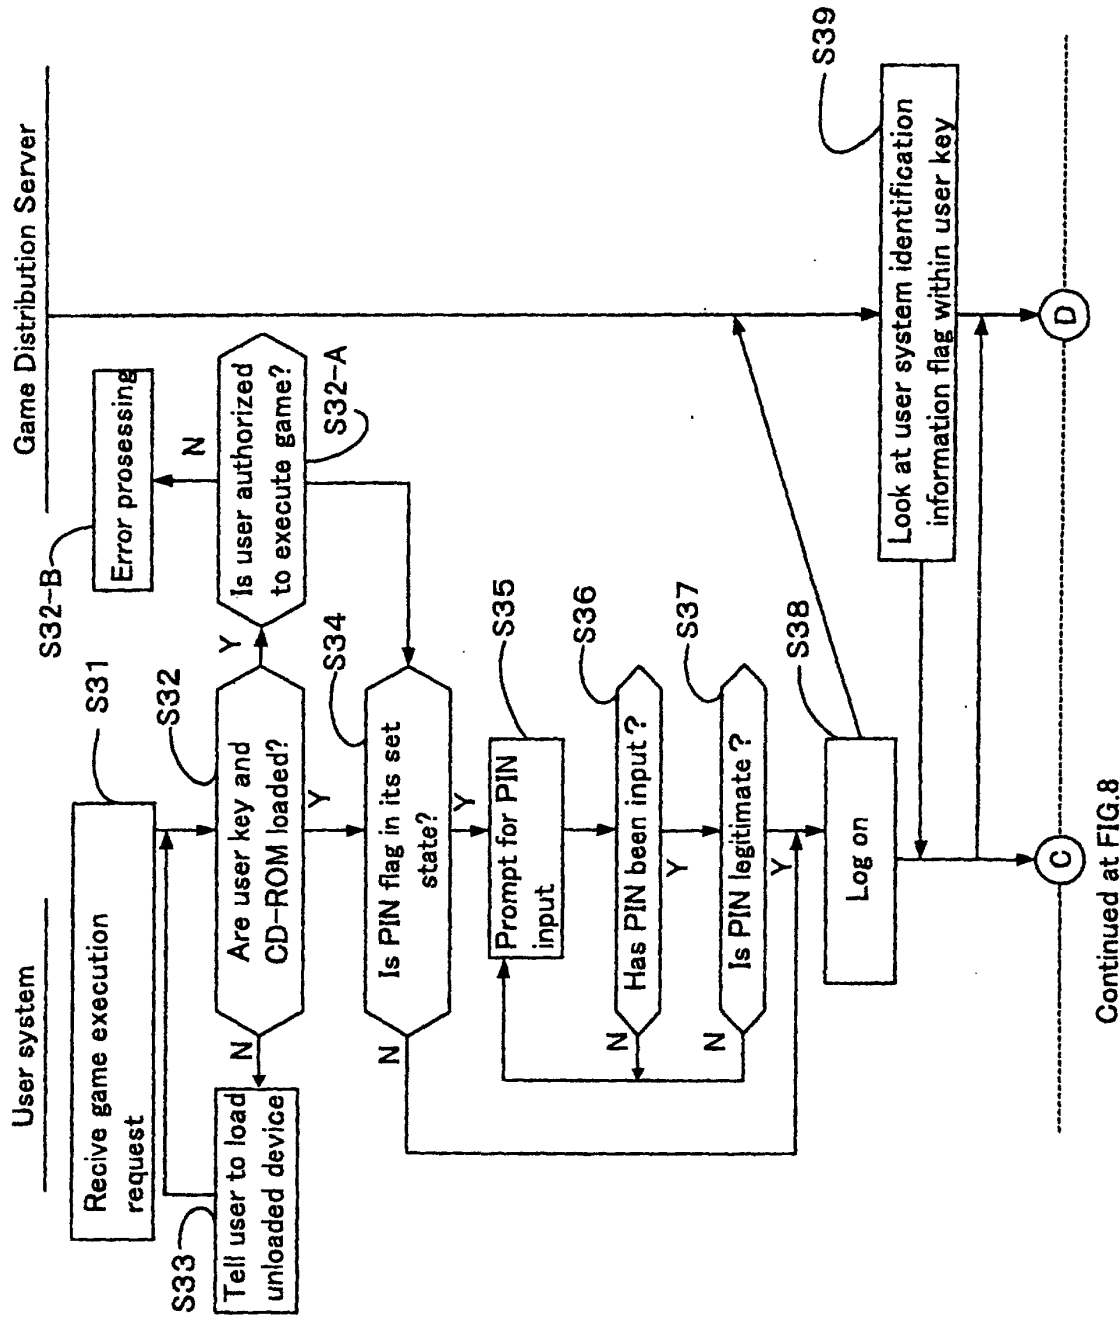 User system
Game Distribution Server
Recive game execution
request
S31
S32-B
Error prosessing
S33
Tell user to load
unloaded device
N
Are user key and
CD-ROM loaded?
S32
Y
Y
Is user authorized
to execute game?
N
S32-A
Is PIN flag in its set
state?
S34
N
Y
Prompt for PIN
input
S35
Has PIN been input?
S36
N
Y
Is PIN legitimate?
S37
N
Y
Log on
S38
Look at user system identification
information flag within user key
S39
C
D
Continued at FIG.8